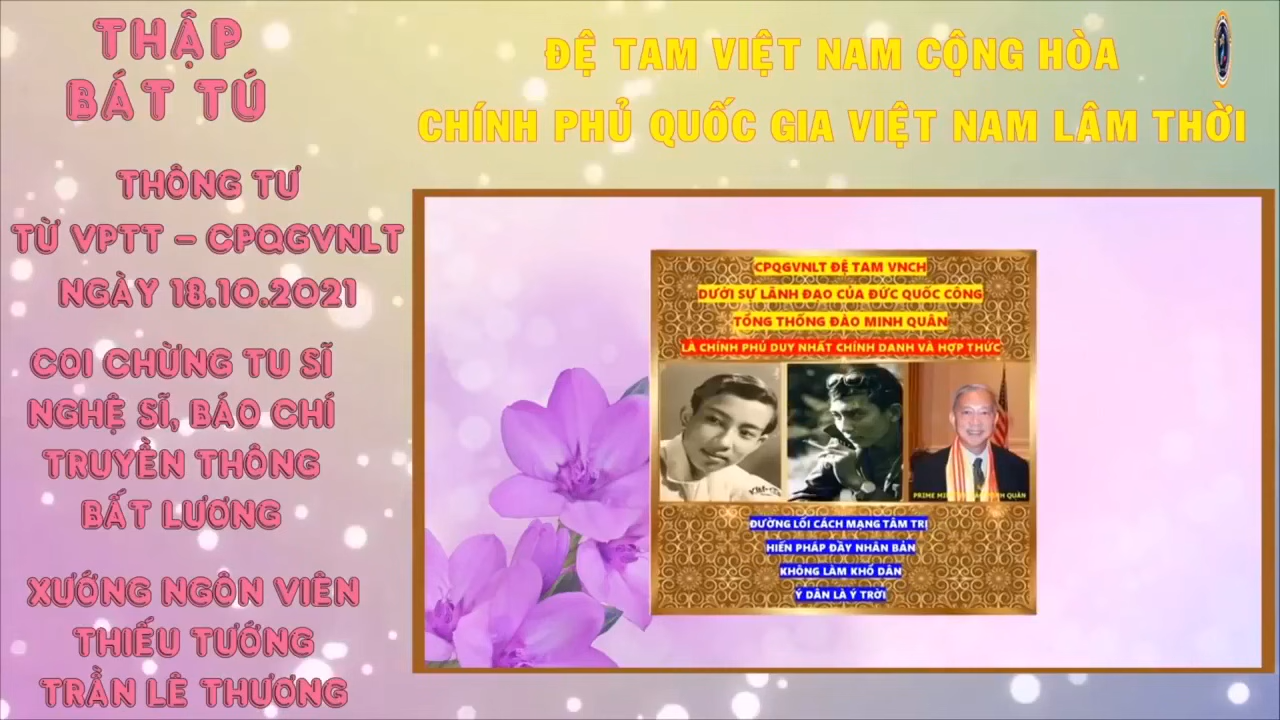 THẬP
BÁT TÚ
THÔNG TƯ
TỪ VPTT – CPQGVNLT
NGÀY 18.10.2021
COI CHỪNG TU SĨ
NGHỆ SĨ, BÁO CHÍ
TRUYỀN THÔNG
BẤT LƯƠNG
XƯỚNG NGÔN VIÊN
THIẾU TƯỚNG
TRẦN LÊ THƯƠNG
ĐỆ TAM VIỆT NAM CỘNG HÒA
CHÍNH PHỦ QUỐC GIA VIỆT NAM LÂM THỜI
CPQGVNLT ĐỆ TAM VNCH
DƯỚI SỰ LÃNH ĐẠO CỦA ĐỨC QUỐC CÔNG
TỔNG THỐNG ĐÀO MINH QUÂN
LÀ CHÍNH PHỦ DUY NHẤT CHÍNH DANH VÀ HỢP THỨC
PRIME MINH QUÂN
ĐƯỜNG LỐI CÁCH MẠNG TÂM TRÍ
HIẾN PHÁP ĐẦY NHÂN BẢN
KHÔNG LÀM KHỔ DÂN
Ý DÂN LÀ Ý TRỜI